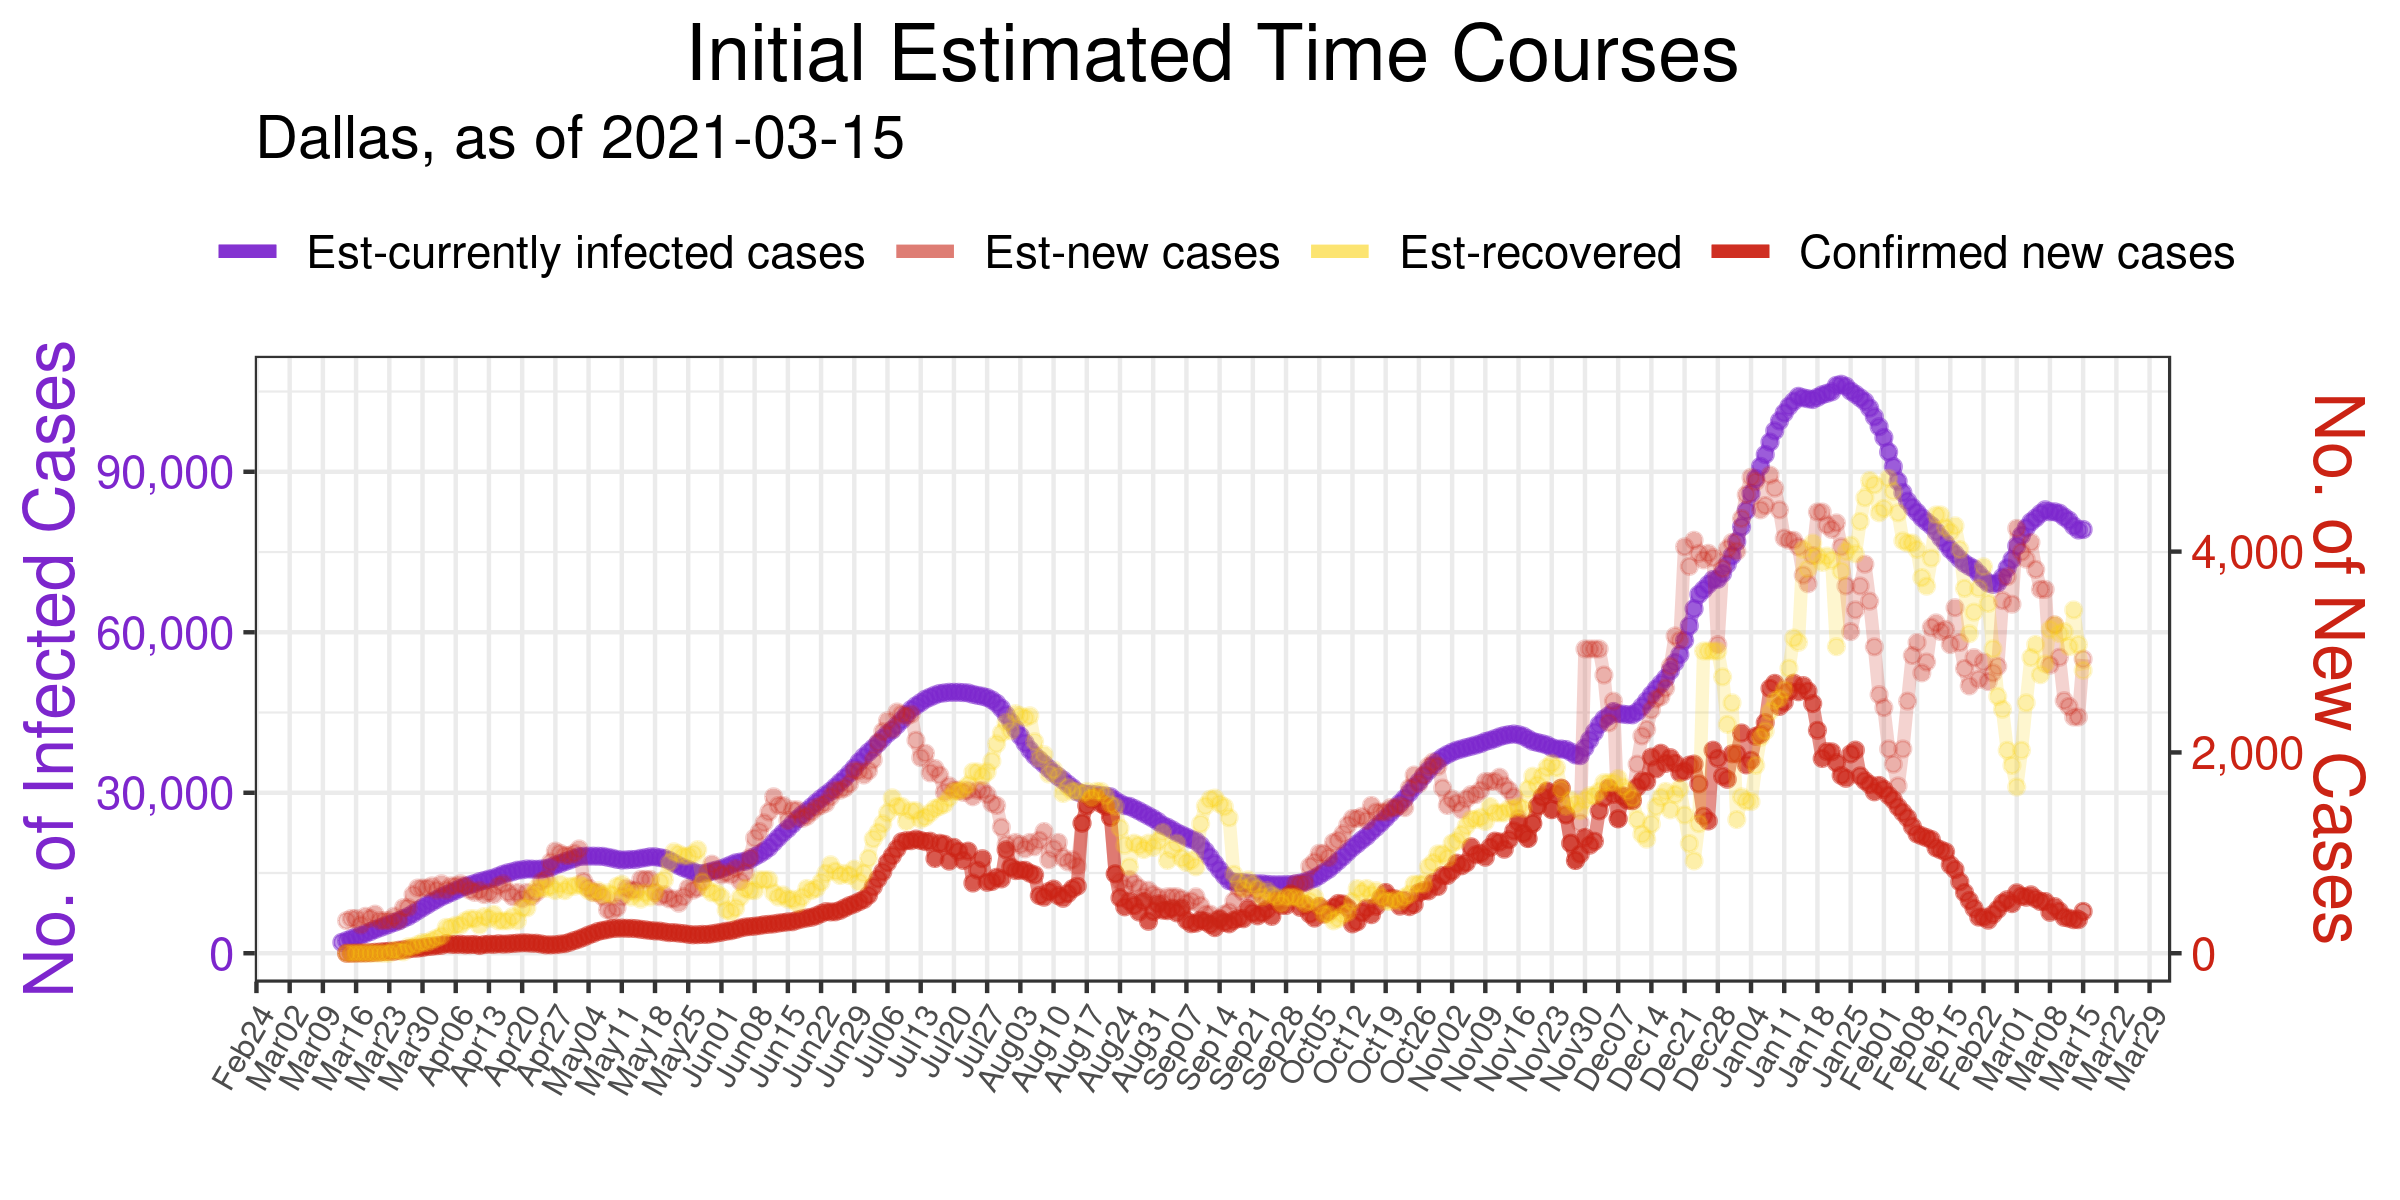 Initial Estimated Time Courses
Dallas, as of 2021-03-15
Est-currently infected cases
Est-new cases
Est-recovered
Confirmed new cases
No. of Infected Cases
90,000
60,000
30,000
0
4,000
2,000
0
No. of New Cases
Feb24
Mar02
Mar09
Mar16
Mar23
Mar30
Apr06
Apr13
Apr20
Apr27
May04
May11
May18
May25
Jun01
Jun08
Jun15
Jun22
Jun29
Jul06
Jul13
Jul20
Jul27
Aug03
Aug10
Aug17
Aug24
Aug31
Sep07
Sep14
Sep21
Sep28
Oct05
Oct12
Oct19
Oct26
Nov02
Nov09
Nov16
Nov23
Nov30
Dec07
Dec14
Dec21
Dec28
Jan04
Jan11
Jan18
Jan25
Feb01
Feb08
Feb15
Feb22
Mar01
Mar08
Mar15
Mar22
Mar29